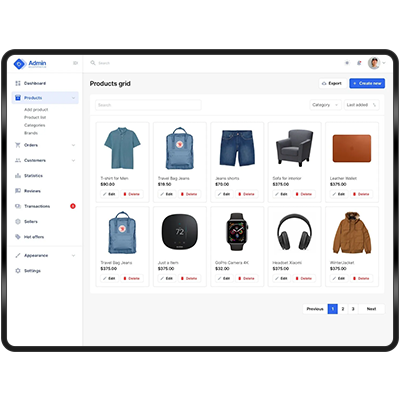 Admin
Search
Dashboard
Products
Add product
Product list
Categories
Brands
Orders
Customers
Statistics
Reviews
Transactions
Sellers
Hot offers
Appearance
Settings
Products grid
Export
+ Create new
Search
Category
Last added
T-shirt for Men
$90.00
Edit Delete
Travel Bag Jeans
$19.50
Edit Delete
Jeans shorts
$70.00
Edit Delete
Sofa for interior
$375.00
Edit Delete
Leather Wallet
$375.00
Edit Delete
Travel Bag Jeans
$375.00
Edit Delete
72
Just a item
$375.00
Edit Delete
GoPro Camera 4K
$32.00
Edit Delete
Headset Xiaomi
$375.00
Edit Delete
WinterJacket
$375.00
Edit Delete
Previous 1 2 3 Next